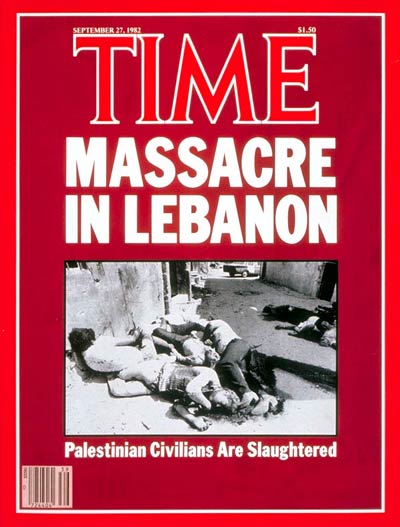 SEPTEMBER 27, 1982 $1.50
TIME
MASSACRE
IN LEBANON
Palestinian Civilians Are Slaughtered